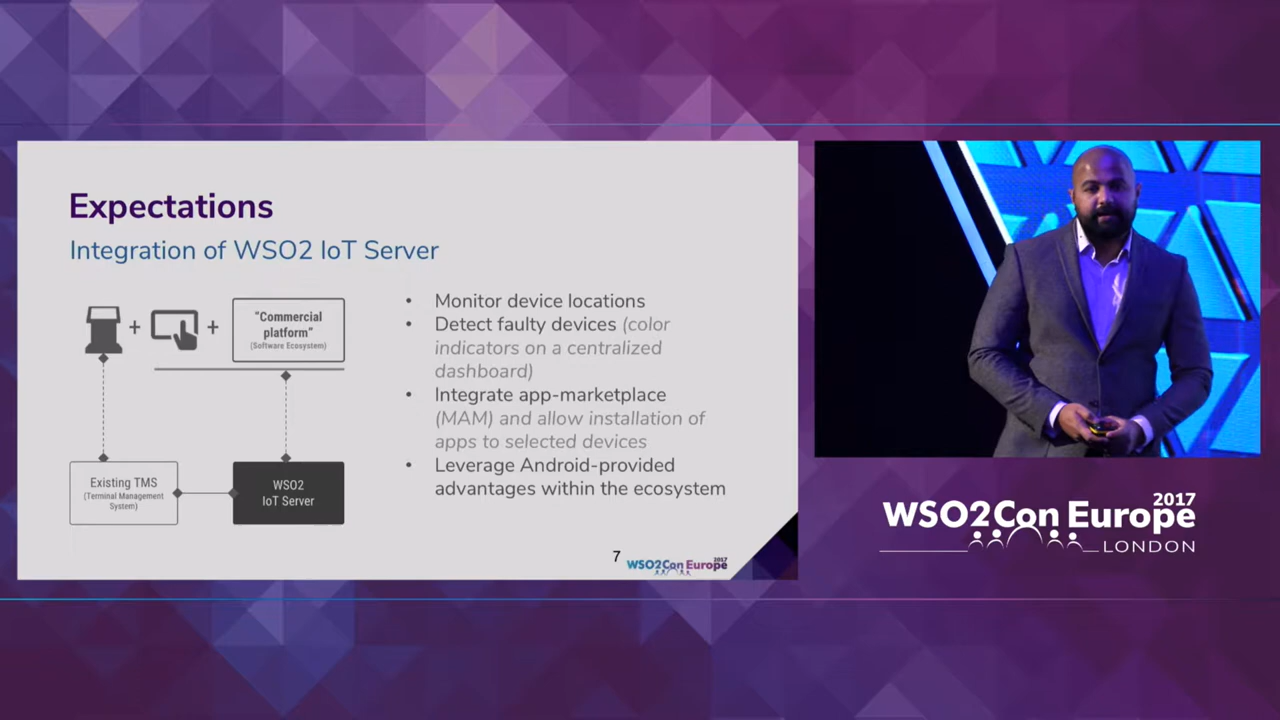 Expectations
Integration of WSO2 IoT Server
+
+
"Commercial
platform"
(Software Ecosystem)
Existing TMS
(Terminal Management
System)
WSO2
IoT Server
• Monitor device locations
• Detect faulty devices (color
indicators on a centralized
dashboard)
• Integrate app-marketplace
(MAM) and allow installation of
apps to selected devices
• Leverage Android-provided
advantages within the ecosystem
7
2017
WSO2Con Europe
2017
WSO2Con Europe
LONDON